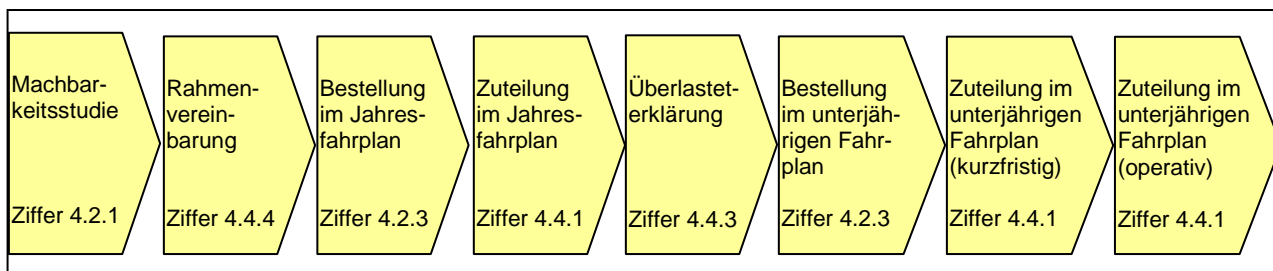 Machbar-
keitsstudie
Ziffer 4.2.1
Rahmen-
verein-
barung
Ziffer 4.4.4
Bestellung
im Jahres-
fahrplan
Ziffer 4.2.3
Zuteilung
im Jahres-
fahrplan
Ziffer 4.4.1
Überlastet-
erklärung
Ziffer 4.4.3
Bestellung
im unterjäh-
rigen Fahr-
plan
Ziffer 4.2.3
Zuteilung im
unterjährigen
Fahrplan
(kurzfristig)
Ziffer 4.4.1
Zuteilung im
unterjährigen
Fahrplan
(operativ)
Ziffer 4.4.1